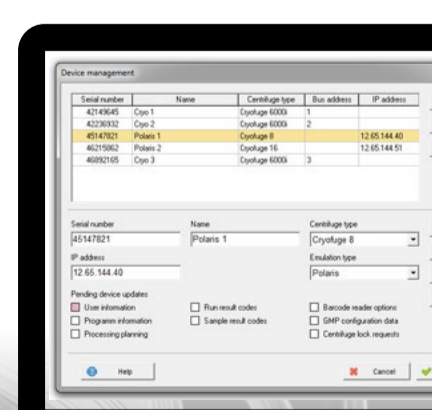 Device management
Serial number Name Centrifuge type Bus address IP address
42149645 Cryo 1 Cryofuge 6000i 1
42236932 Cryo 2 Cryofuge 6000i 2
45147821 Polaris 1 Cryofuge 8 12.65.144.40
46215862 Polaris 2 Cryofuge 16 12.65.144.51
46892165 Cryo 3 Cryofuge 6000i 3
Serial number Name Centrifuge type
45147821 Polaris 1 Cryofuge 8
IP address Emulation type
12.65.144.40 Polaris
Pending device updates
User information Run result codes Barcode reader options
Programm information Sample result codes GMP configuration data
Processing planning Centrifuge lock requests
Help Cancel